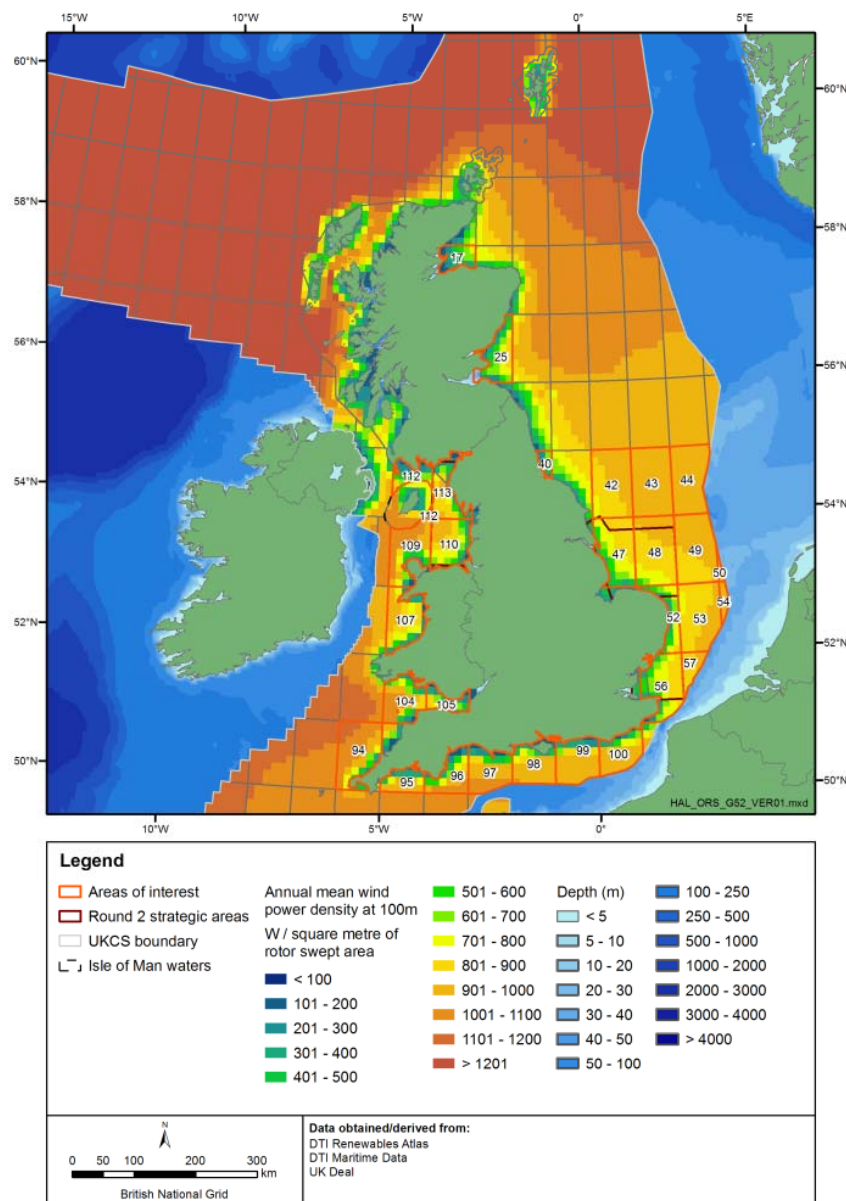 15°W 10°W 5°W 0° 5°E
60°N 60°N
58°N 58°N
17
56°N 25 56°N
40
54°N 112 42 43 44 54°N
113
112
109 110 47 48 49
50
52°N 107 52 53 54 52°N
57
56
104 105
50°N 94 95 96 97 98 99 100 50°N
HAL_ORS_G52_VER01.mxd
10°W 5°W 0°
Legend
Areas of interest
Round 2 strategic areas
UKCS boundary
Isle of Man waters
Annual mean wind
power density at 100m
W / square metre of
rotor swept area
< 100
101 - 200
201 - 300
301 - 400
401 - 500
501 - 600
601 - 700
701 - 800
801 - 900
901 - 1000
1001 - 1100
1101 - 1200
> 1201
Depth (m)
< 5
5 - 10
10 - 20
20 - 30
30 - 40
40 - 50
50 - 100
100 - 250
250 - 500
500 - 1000
1000 - 2000
2000 - 3000
3000 - 4000
> 4000
N
0 50 100 200 300
km
British National Grid
Data obtained/derived from:
DTI Renewables Atlas
DTI Maritime Data
UK Deal